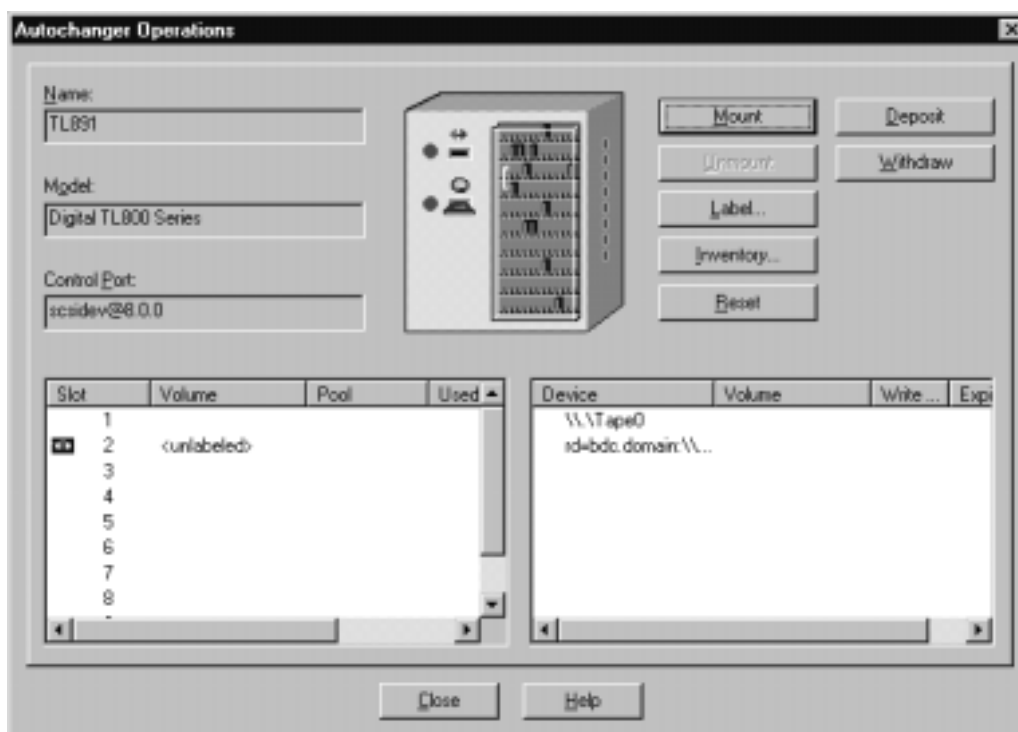 Autochanger Operations
Name:
TL891
Model:
Digital TL800 Series
Control Port:
scsidev@8.0.0
Mount
Deposit
Unmount
Withdraw
Label...
Inventory...
Reset
Slot Volume Pool Used
1
2 <unlabeled>
3
4
5
6
7
8
Device Volume Write ... Expi
\\.\Tape0
rd=bdc.domain:\\...
Close
Help